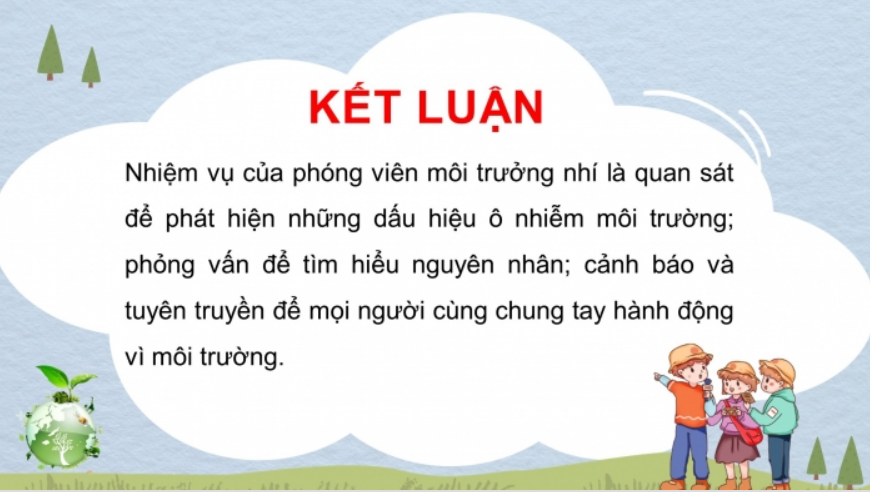 KẾT LUẬN
Nhiệm vụ của phóng viên môi trưởng nhí là quan sát
để phát hiện những dấu hiệu ô nhiễm môi trường;
phỏng vấn để tìm hiểu nguyên nhân; cảnh báo và
tuyên truyền để mọi người cùng chung tay hành động
vì môi trường.